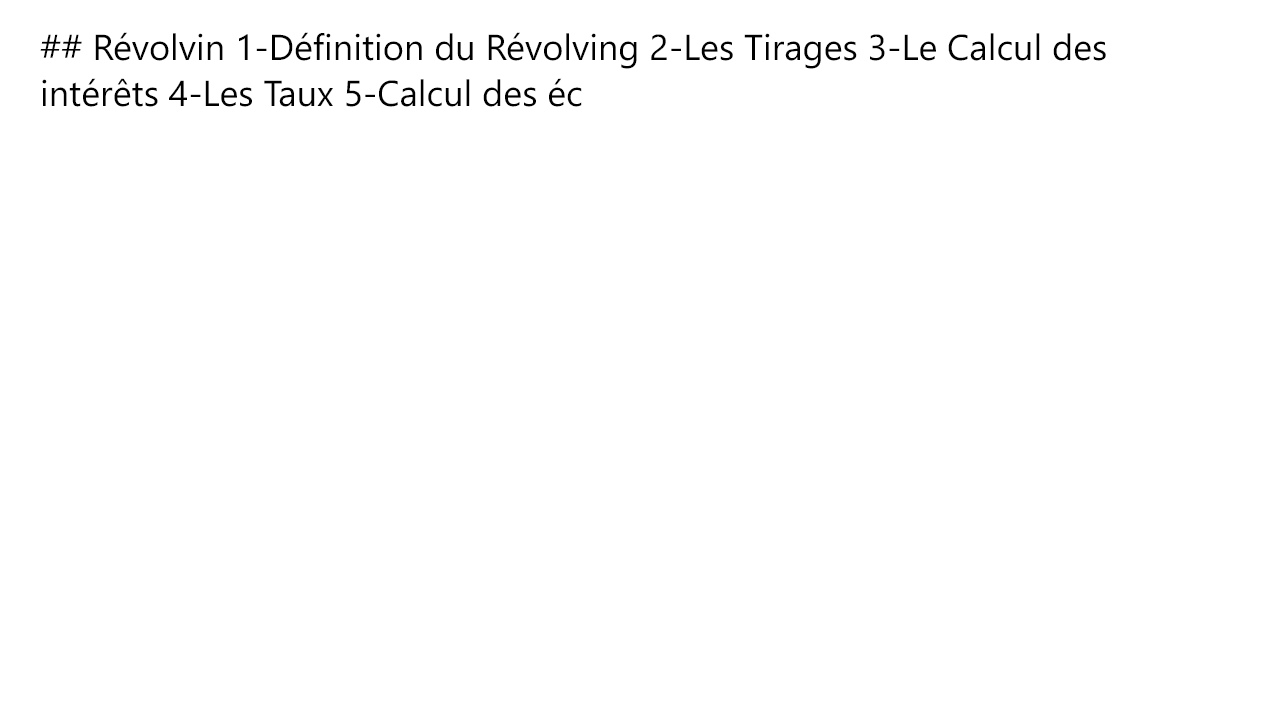 ## Révolvin 1-Définition du Révolving 2-Les Tirages 3-Le Calcul des
intérêts 4-Les Taux 5-Calcul des éc